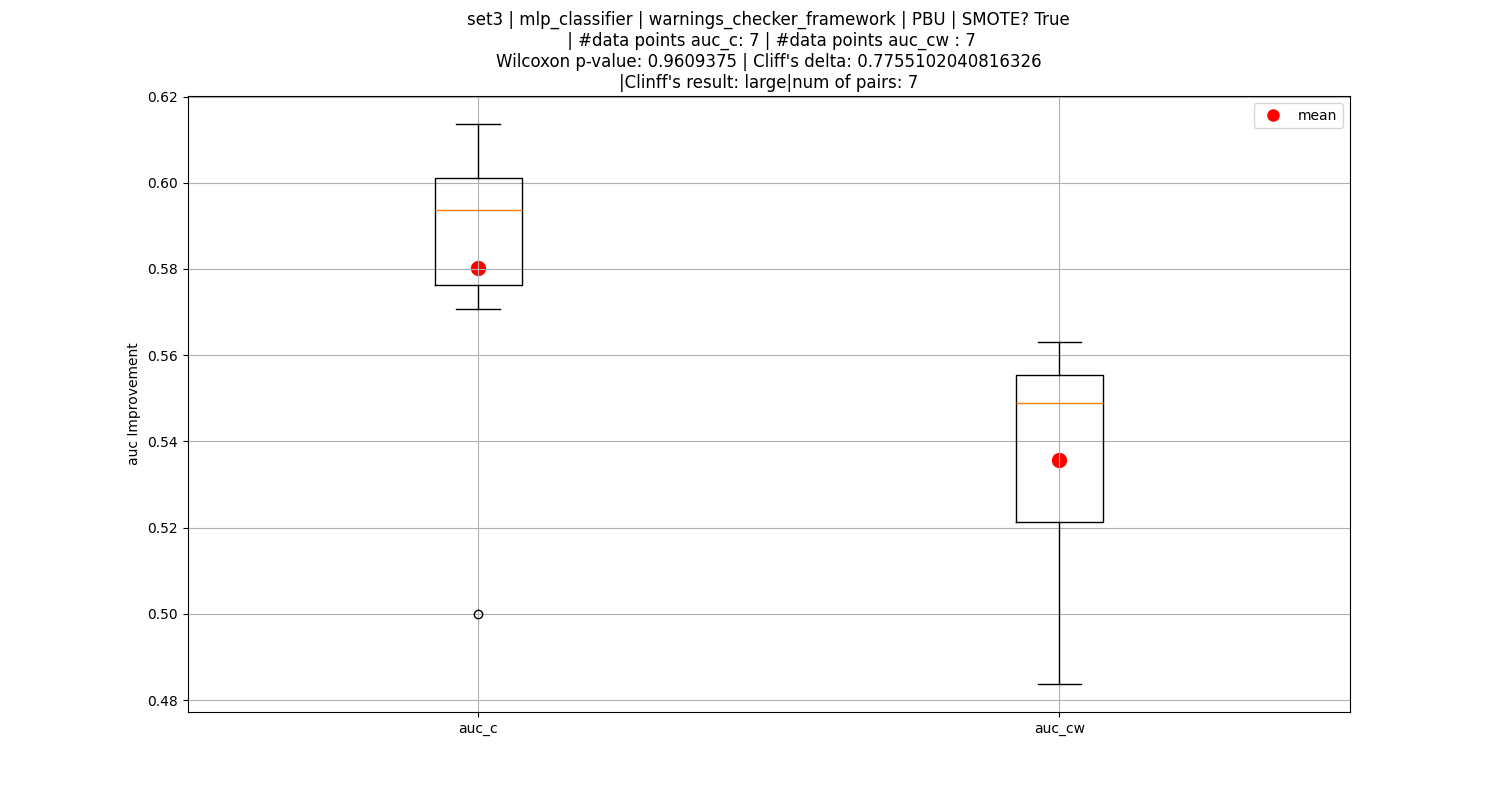 set3 | mlp_classifier | warnings_checker_framework | PBU | SMOTE? True
| #data points auc_c: 7 | #data points auc_cw : 7
Wilcoxon p-value: 0.9609375 | Cliff's delta: 0.7755102040816326
|Clinff's result: large|num of pairs: 7
mean
auc Improvement
0.62
0.60
0.58
0.56
0.54
0.52
0.50
0.48
auc_c
auc_cw